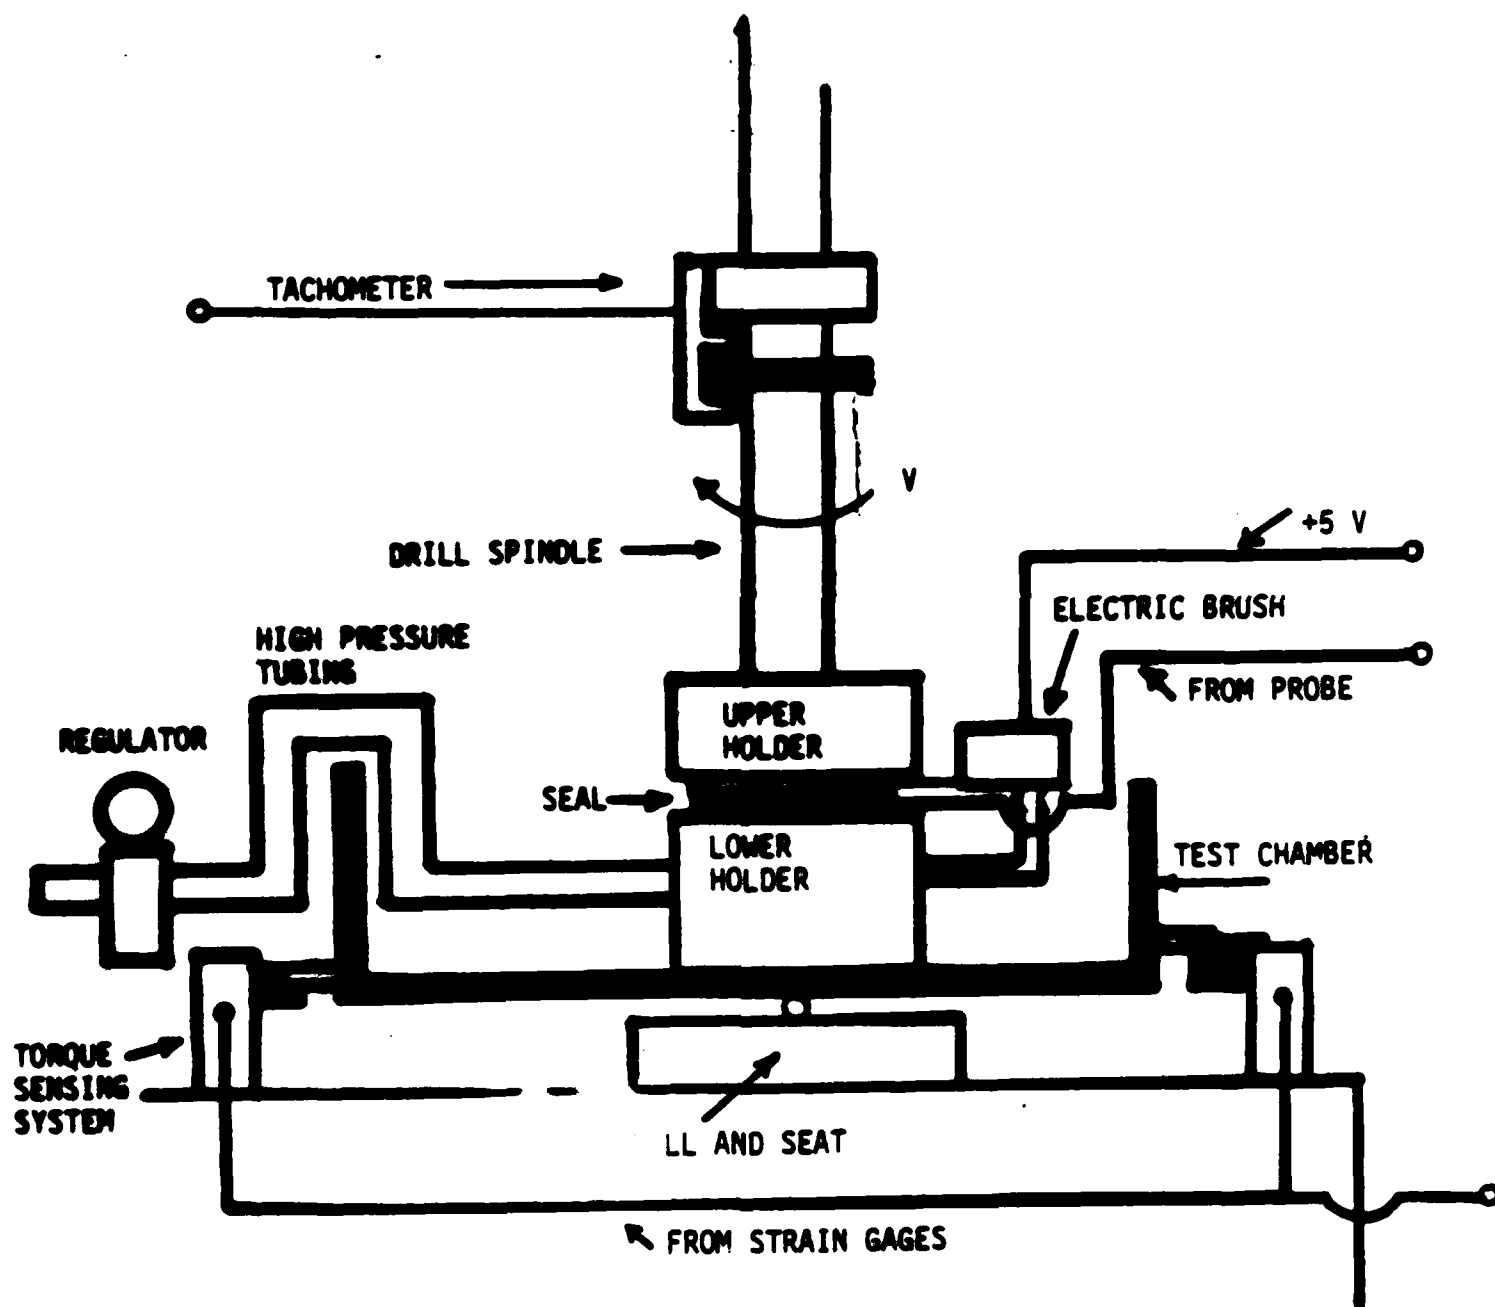 TACHOMETER
V
DRILL SPINDLE
+5 V
ELECTRIC BRUSH
HIGH PRESSURE
TUBING
FROM PROBE
REGULATOR
UPPER
HOLDER
SEAL
LOWER
HOLDER
TEST CHAMBER
TORQUE
SENSING
SYSTEM
LL AND SEAT
FROM STRAIN GAGES